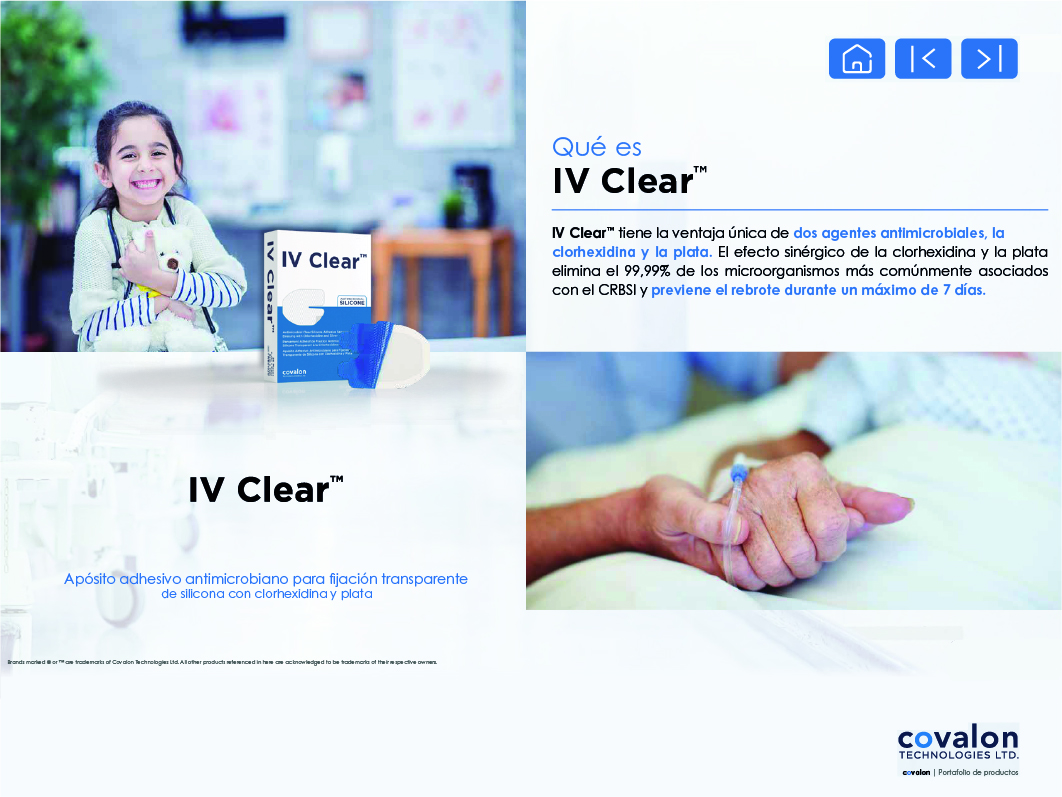 IV Clear™
IV Clear™
SILICONE
covalon
IV Clear™
Apósito adhesivo antimicrobiano para fijación transparente
de silicona con clorhexidina y plata
Brands marked ® or ™ are trademarks of Covalon Technologies Ltd. All other products referenced in here are acknowledged to be trademarks of their respective owners.
Qué es
IV Clear™
IV Clear™ tiene la ventaja única de dos agentes antimicrobiales, la
clorhexidina y la plata. El efecto sinérgico de la clorhexidina y la plata
elimina el 99,99% de los microorganismos más comúnmente asociados
con el CRBSI y previene el rebrote durante un máximo de 7 días.
covalon
TECHNOLOGIES LTD.
covalon | Portafolio de productos